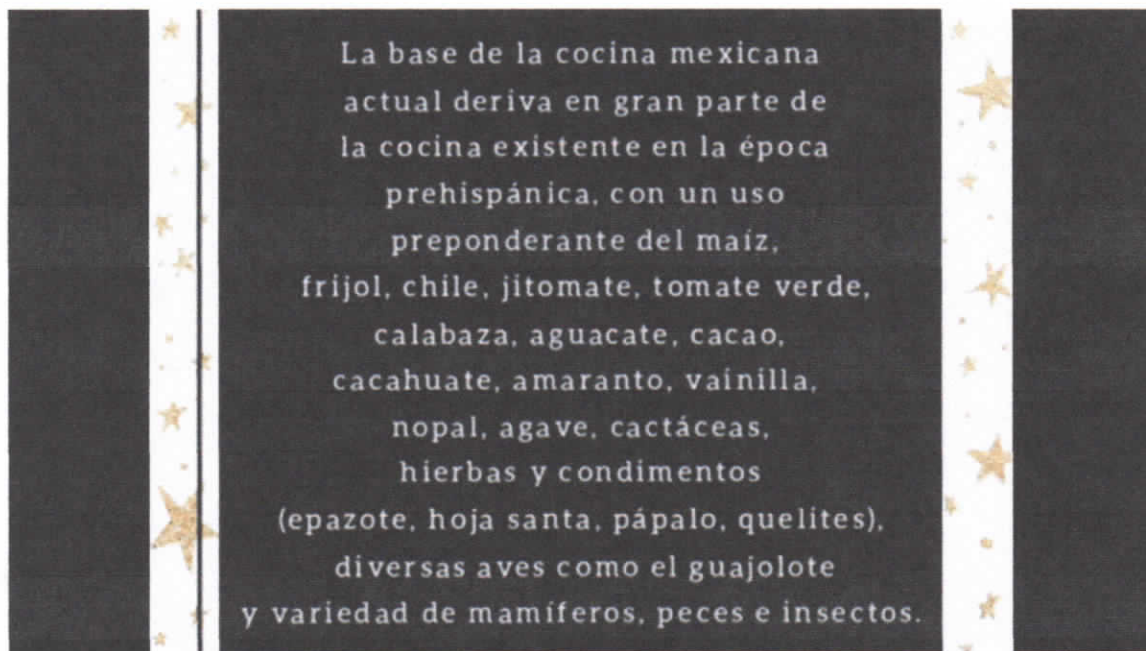 La base de la cocina mexicana
actual deriva en gran parte de
la cocina existente en la época
prehispánica, con un uso
preponderante del maíz,
frijol, chile, jitomate, tomate verde,
calabaza, aguacate, cacao,
cacahuate, amaranto, vainilla,
nopal, agave, cactáceas,
hierbas y condimentos
(epazote, hoja santa, pápalo, quelites),
diversas aves como el guajolote
y variedad de mamíferos, peces e insectos.